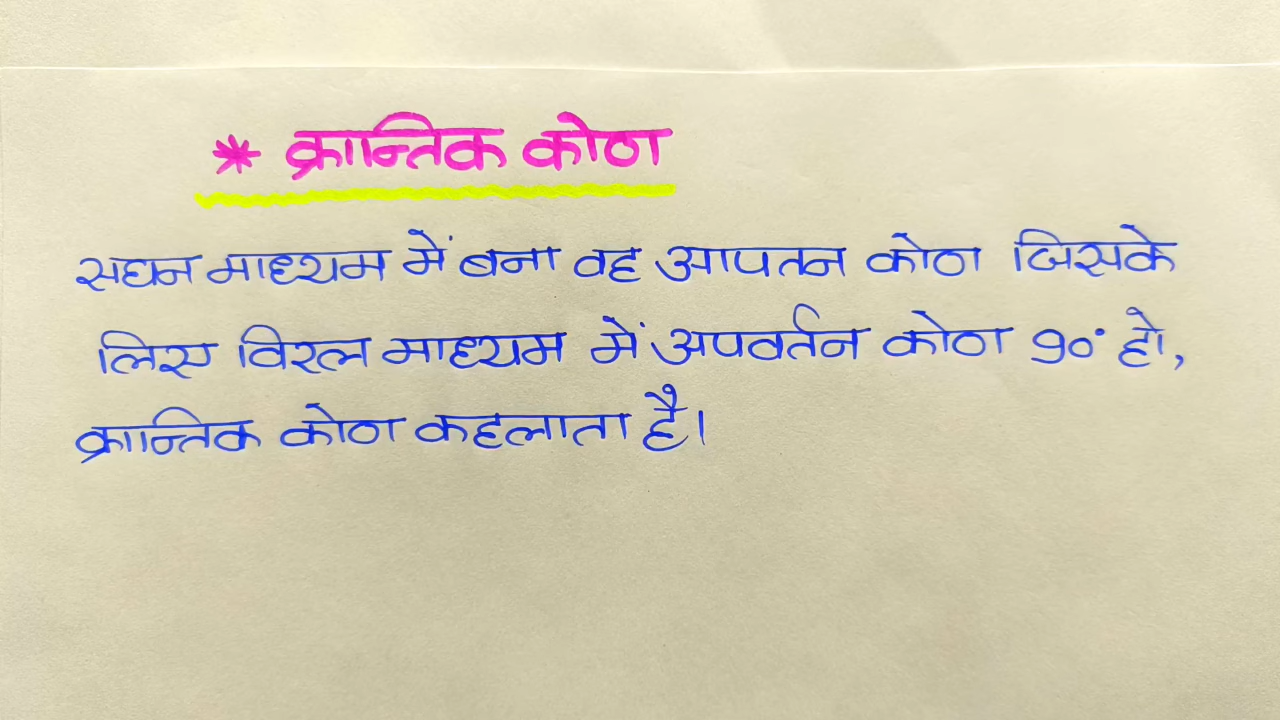 * क्रान्तिक कोण
सघन माध्यम में बना वह आपतन कोण जिसके
लिए विरल माध्यम में अपवर्तन कोण 90° हो,
क्रान्तिक कोण कहलाता है।